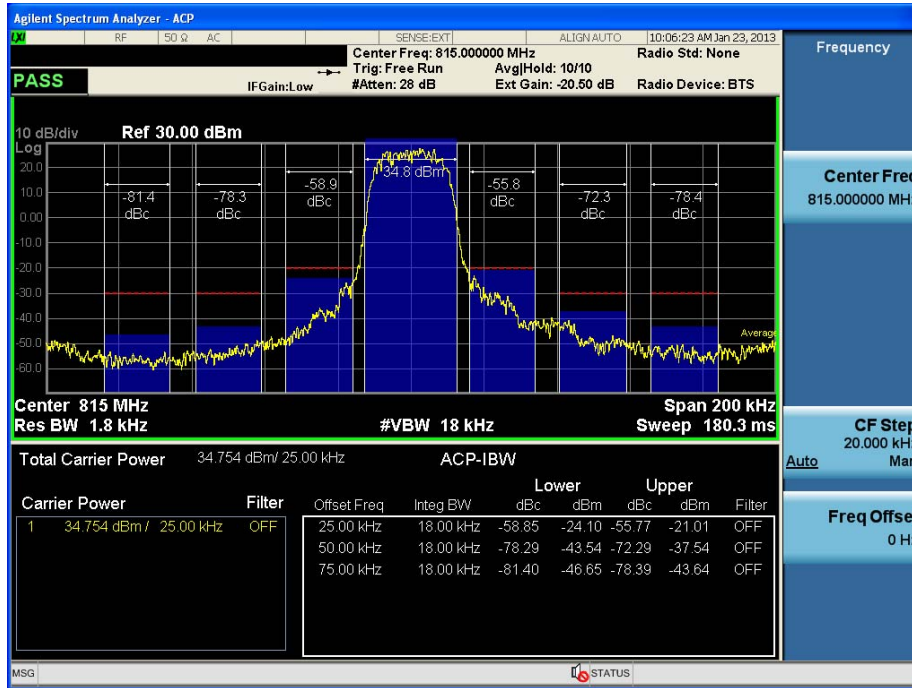 Agilent Spectrum Analyzer - ACP
LXI RF 50 Ω AC SENSE:EXT ALIGN AUTO 10:06:23 AM Jan 23, 2013
Center Freq: 815.000000 MHz Radio Std: None
Trig: Free Run Avg|Hold: 10/10
PASS IFGain:Low #Atten: 28 dB Ext Gain: -20.50 dB Radio Device: BTS
10 dB/div Ref 30.00 dBm
Log
20.0
10.0
0.00
-10.0
-20.0
-30.0
-40.0
-50.0
-60.0
-81.4 dBc
-78.3 dBc
-58.9 dBc
34.8 dBm
-55.8 dBc
-72.3 dBc
-78.4 dBc
Average
Center 815 MHz Span 200 kHz
Res BW 1.8 kHz #VBW 18 kHz Sweep 180.3 ms
Total Carrier Power 34.754 dBm/ 25.00 kHz ACP-IBW
Lower Upper
Carrier Power Filter Offset Freq Integ BW dBc dBm dBc dBm Filter
1 34.754 dBm / 25.00 kHz OFF
25.00 kHz 18.00 kHz -58.85 -24.10 -55.77 -21.01 OFF
50.00 kHz 18.00 kHz -78.29 -43.54 -72.29 -37.54 OFF
75.00 kHz 18.00 kHz -81.40 -46.65 -78.39 -43.64 OFF
MSG STATUS
Frequency
Center Freq
815.000000 MH
CF Step
20.000 kH
Auto Man
Freq Offse
0 H